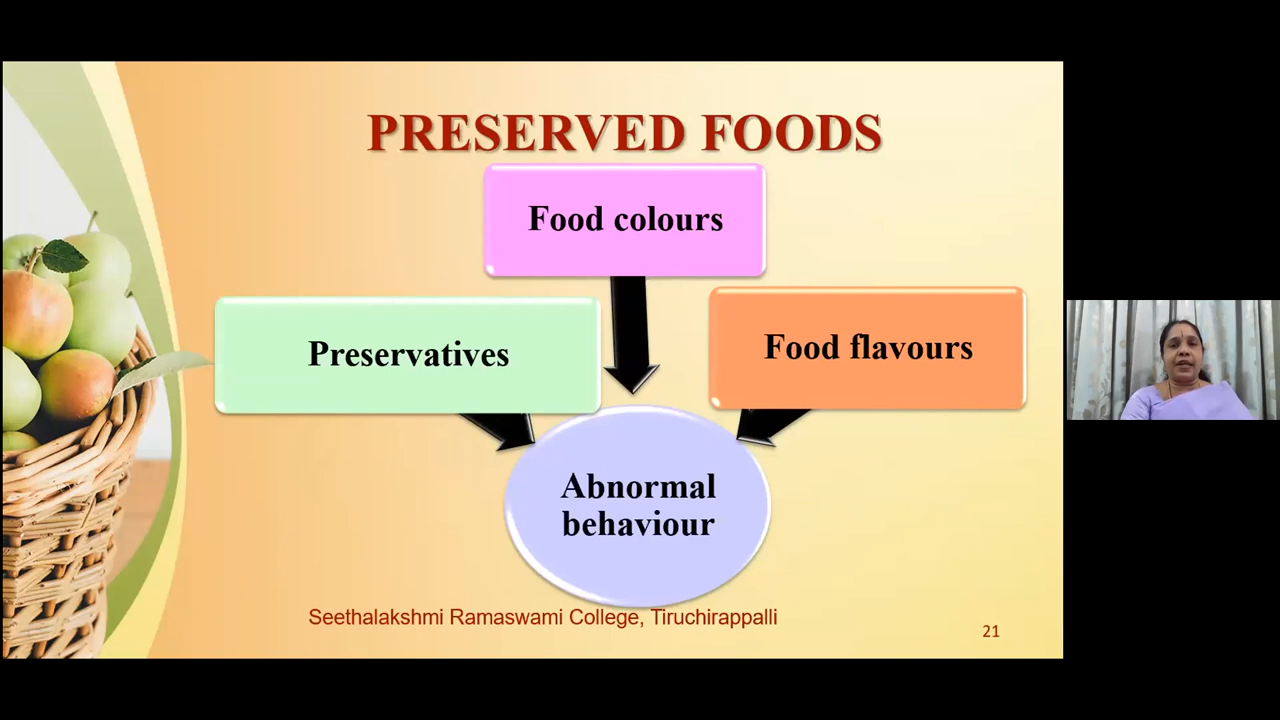 PRESERVED FOODS
Food colours
Preservatives
Food flavours
Abnormal
behaviour
Seethalakshmi Ramaswami College, Tiruchirappalli
21